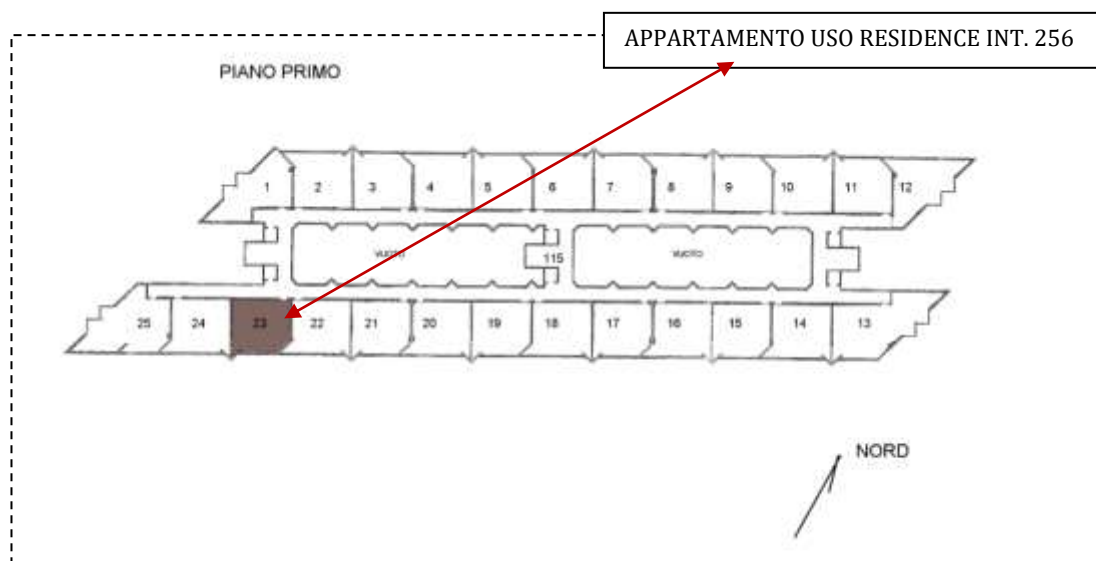 APPARTAMENTO USO RESIDENCE INT. 256
PIANO PRIMO
1 2 3 4 5 6 7 8 9 10 11 12
vuoto 115 vuoto
25 24 23 22 21 20 19 18 17 16 15 14 13
NORD